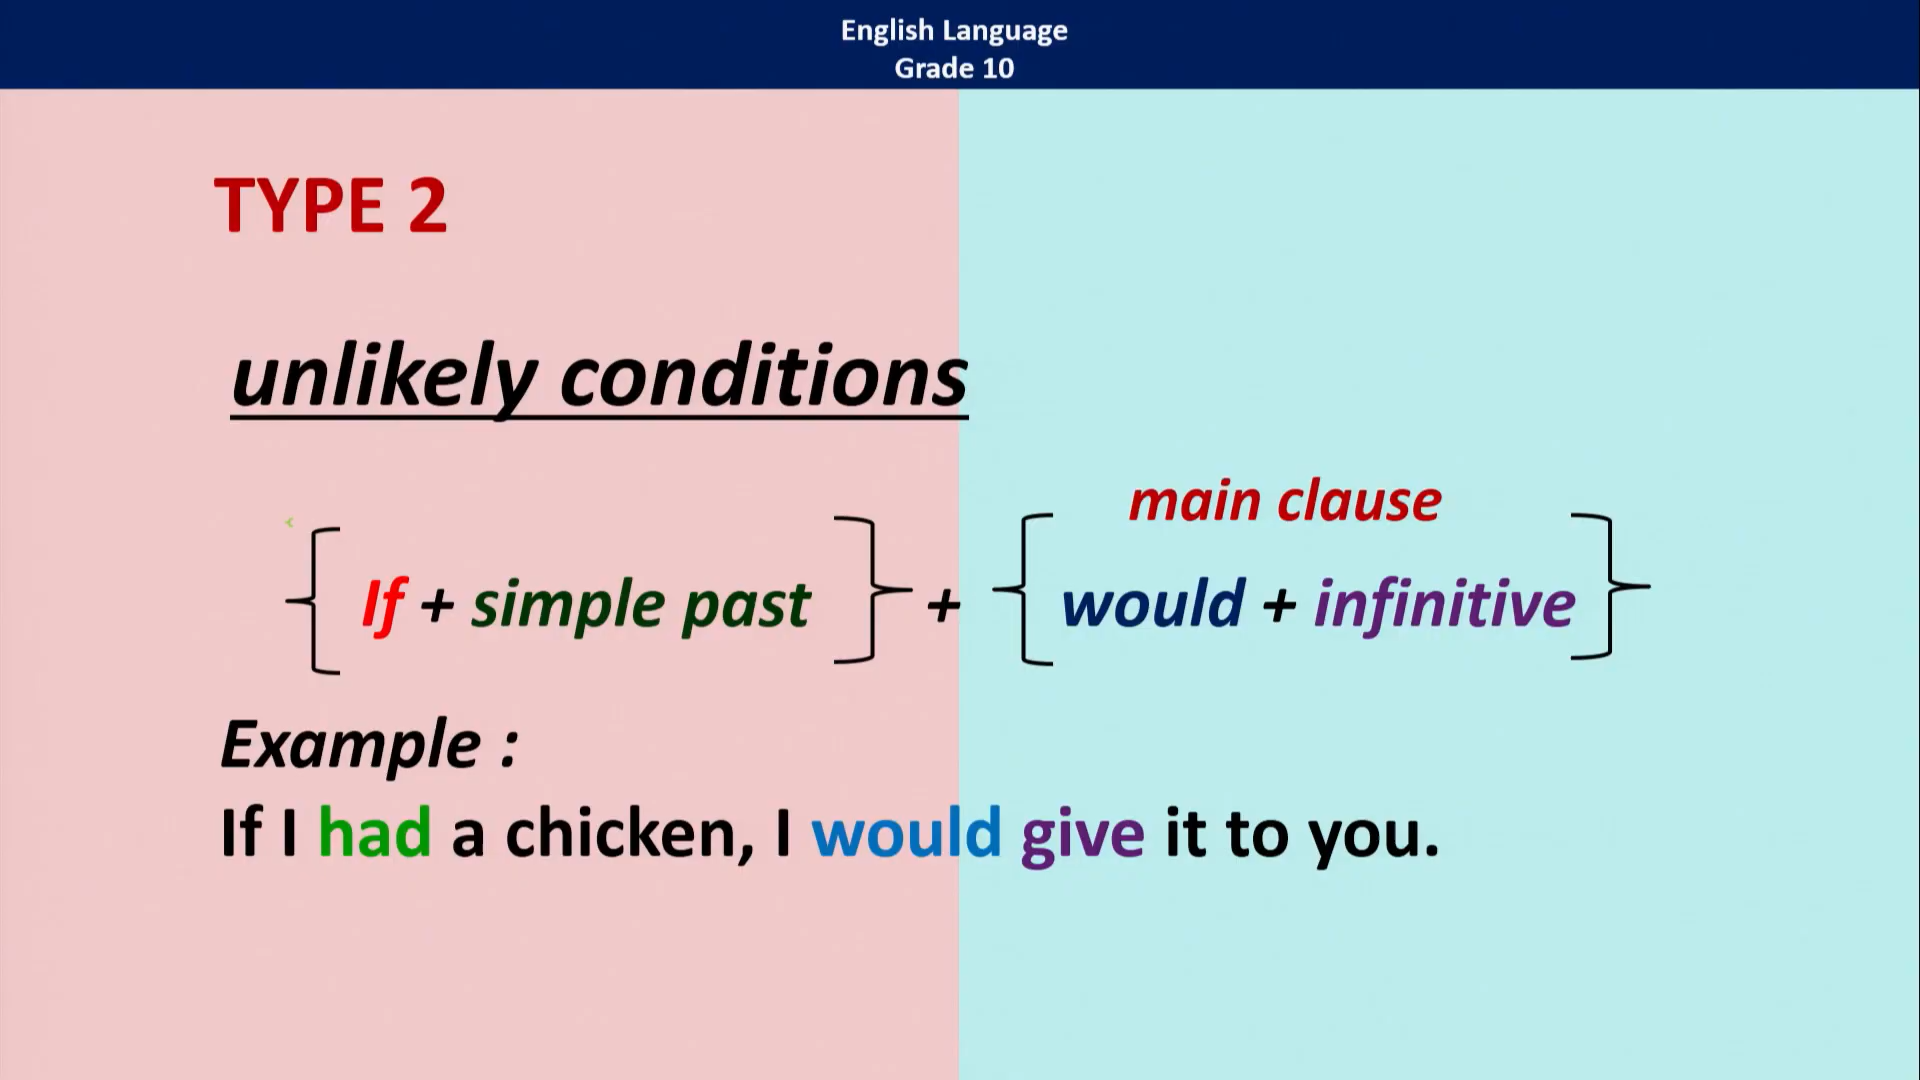 English Language
Grade 10
TYPE 2
unlikely conditions
main clause
If + simple past + would + infinitive
Example :
If I had a chicken, I would give it to you.